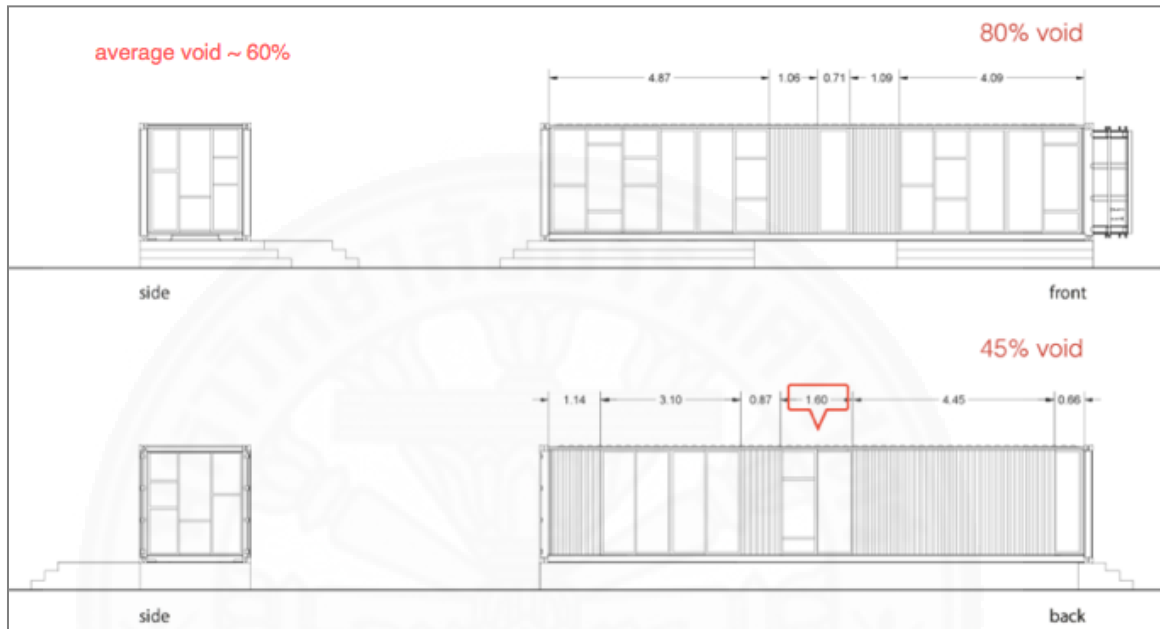 average void ~ 60%
80% void
4.87 1.06 0.71 1.09 4.09
side
front
45% void
1.14 3.10 0.87 1.60 4.45 0.66
side
back